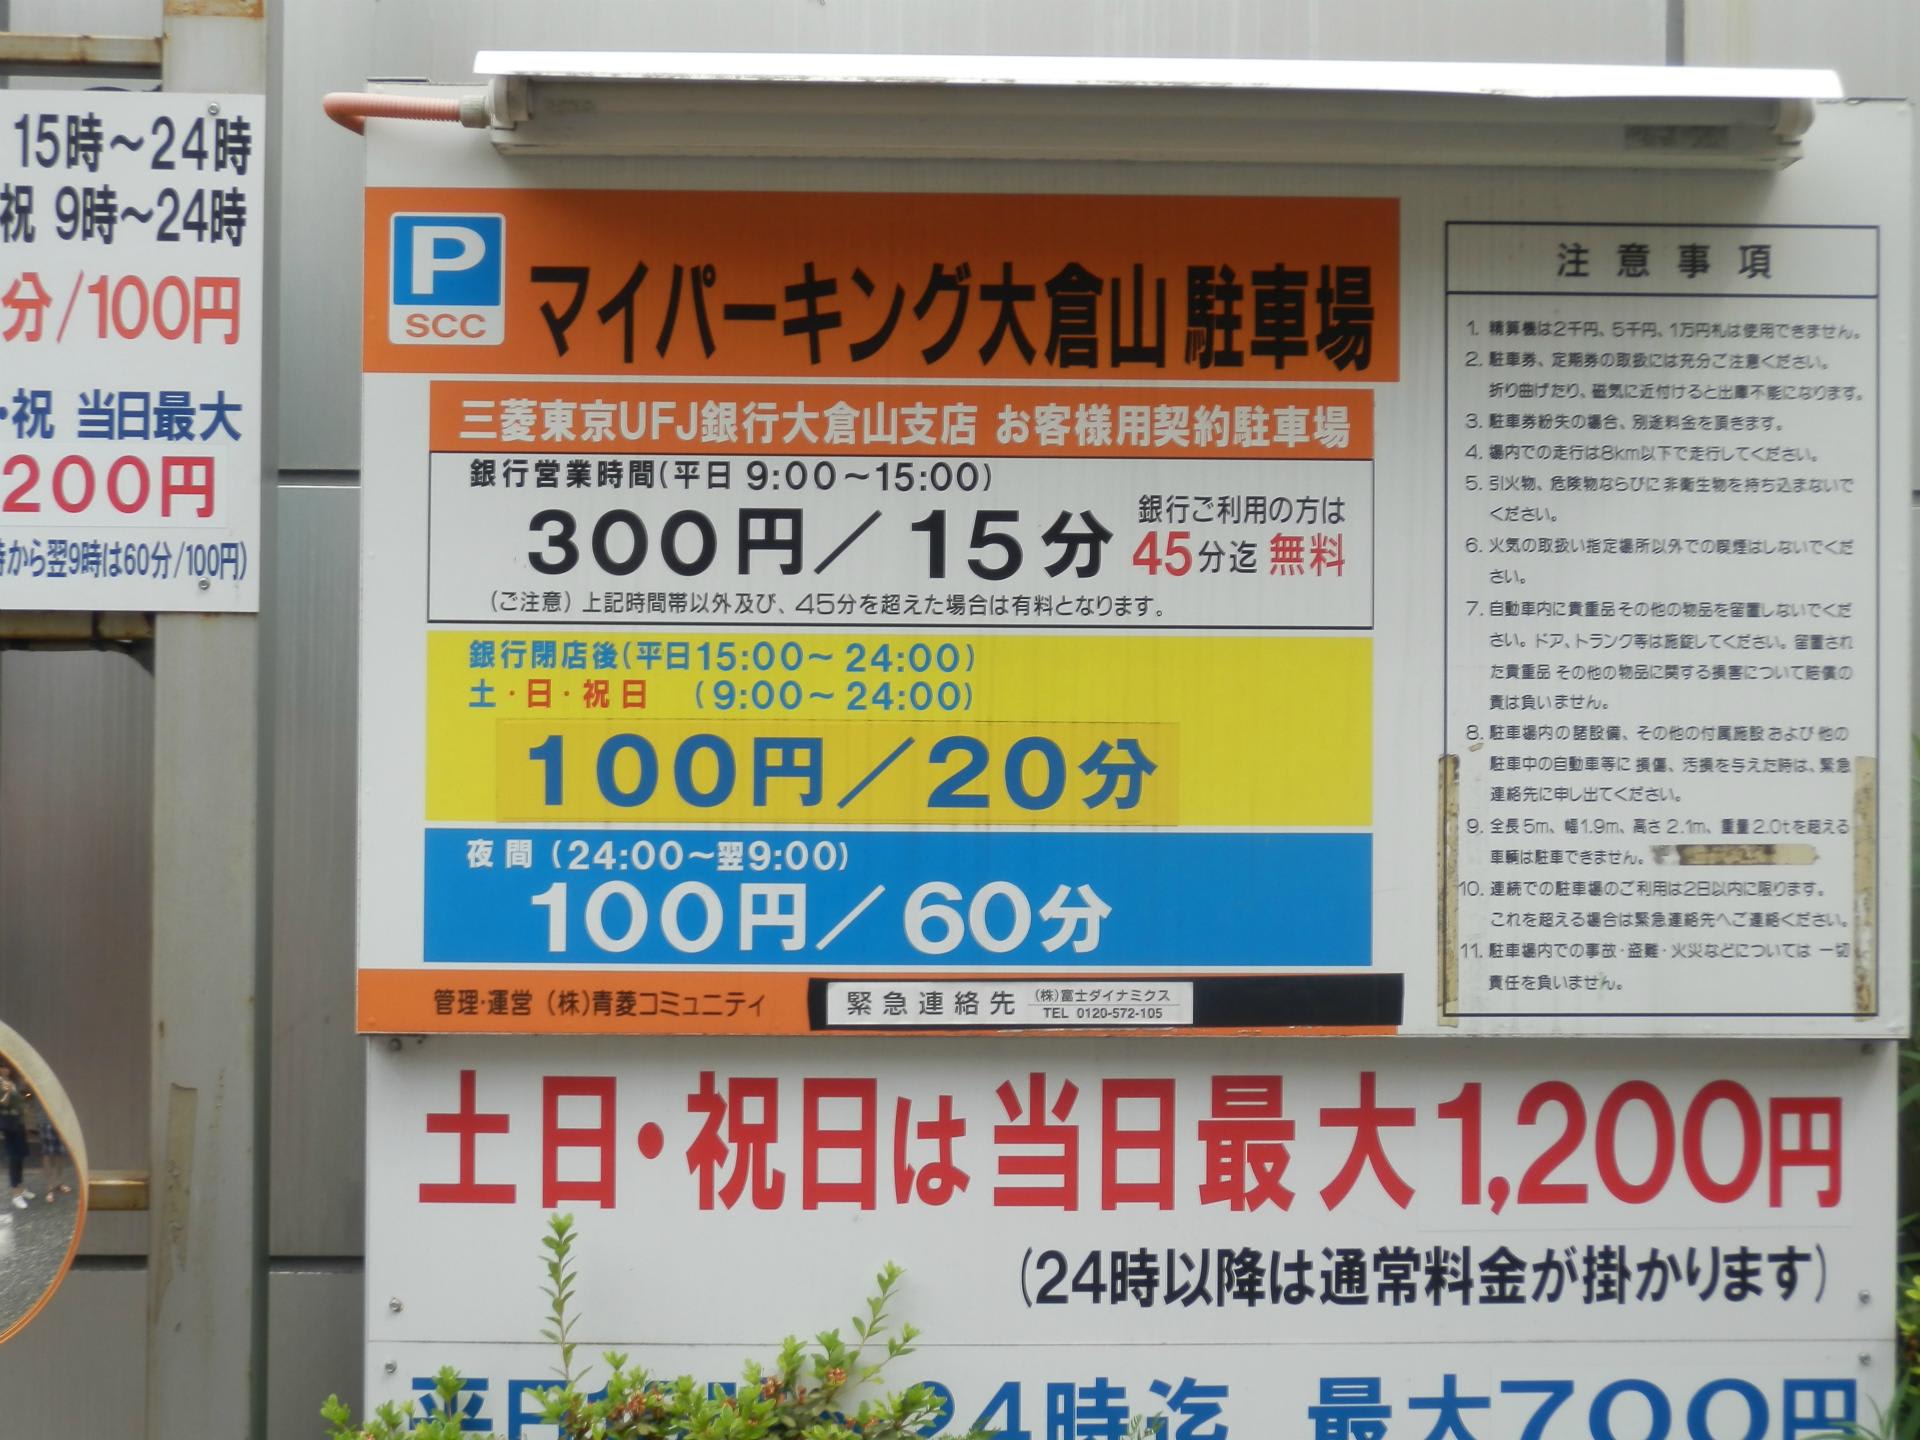 15時～24時
祝 9時～24時
分/100円
・祝 当日最大
200円
から翌9時は60分/100円)
P
SCC
マイパーキング大倉山 駐車場
三菱東京UFJ銀行大倉山支店 お客様用契約駐車場
銀行営業時間(平日 9:00～15:00)
300円／15分
銀行ご利用の方は
45分迄 無料
(ご注意) 上記時間帯以外及び、45分を超えた場合は有料となります。
銀行閉店後(平日15:00～24:00)
土・日・祝日 (9:00～24:00)
100円／20分
夜間 (24:00～翌9:00)
100円／60分
管理・運営 (株)青菱コミュニティ
緊急連絡先
(株)富士ダイナミクス
TEL 0120-572-105
注意事項
1. 精算機は2千円、5千円、1万円札は使用できません。
2. 駐車券、定期券の取扱には充分ご注意ください。
折り曲げたり、磁気に近付けると出庫不能になります。
3. 駐車券紛失の場合、別途料金を頂きます。
4. 場内での走行は8km以下で走行してください。
5. 引火物、危険物ならびに非衛生物を持ち込まないで
ください。
6. 火気の取扱い指定場所以外での喫煙はしないでくだ
さい。
7. 自動車内に貴重品その他の物品を留置しないでくだ
さい。ドア、トランク等は施錠してください。留置され
た貴重品その他の物品に関する損害について賠償の
責は負いません。
8. 駐車場内の諸設備、その他の付属施設および他の
駐車中の自動車等に損傷、汚損を与えた時は、緊急
連絡先に申し出てください。
9. 全長5m、幅1.9m、高さ2.1m、重量2.0tを超える
車輌は駐車できません。
10. 連続での駐車場のご利用は2日以内に限ります。
これを超える場合は緊急連絡先へご連絡ください。
11. 駐車場内での事故・盗難・火災などについては一切
責任を負いません。
土日・祝日は当日最大1,200円
(24時以降は通常料金が掛かります)
平日 24時迄 最大700円